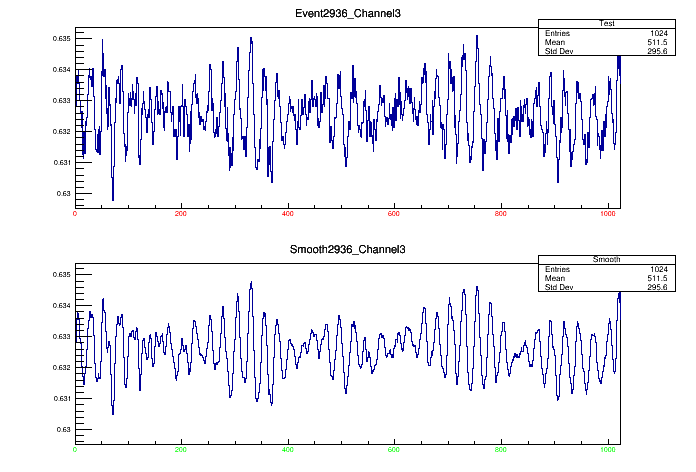 Event2936_Channel3
Test
Entries 1024
Mean 511.5
Std Dev 295.6
0.635
0.634
0.633
0.632
0.631
0.63
0 200 400 600 800 1000
Smooth2936_Channel3
Smooth
Entries 1024
Mean 511.5
Std Dev 295.6
0.635
0.634
0.633
0.632
0.631
0.63
0 200 400 600 800 1000